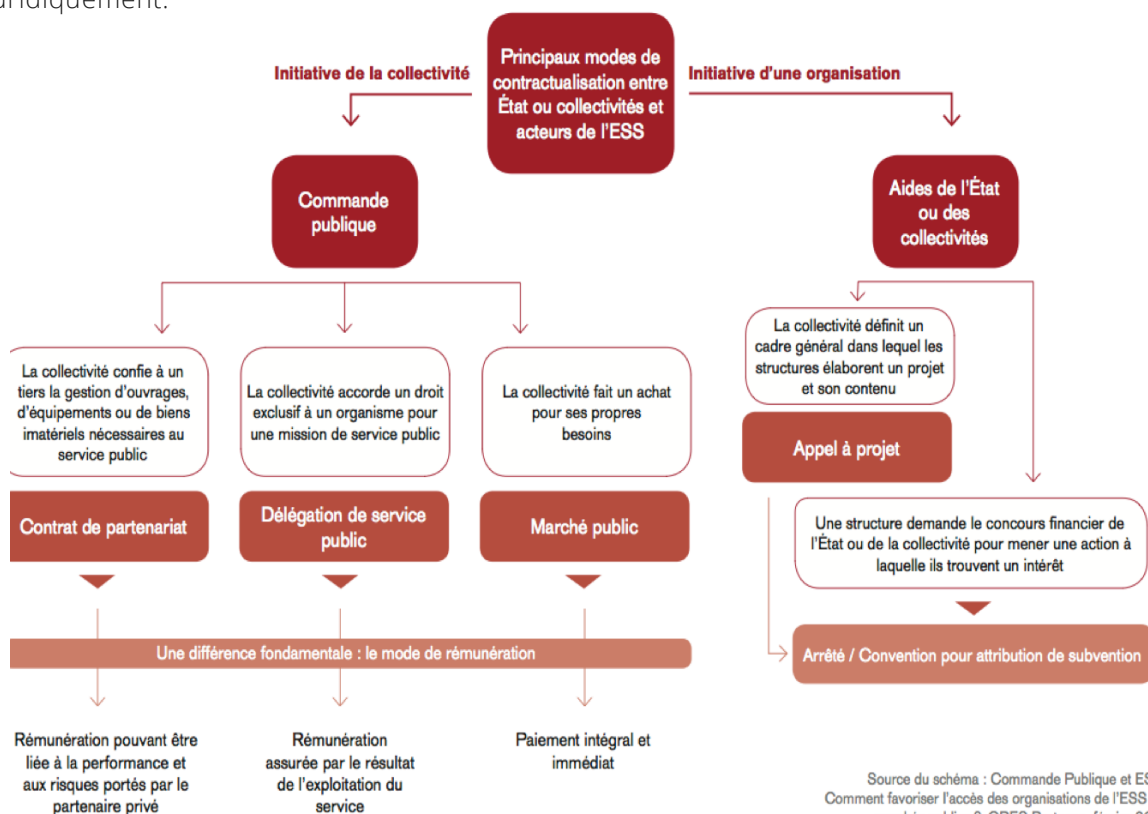 uridiquement.
Principaux modes de
contractualisation entre
État ou collectivités et
acteurs de l'ESS
Initiative de la collectivité
Initiative d'une organisation
Commande
publique
Aides de l'État
ou des
collectivités
La collectivité confie à un
tiers la gestion d'ouvrages,
d'équipements ou de biens
imatériels nécessaires au
service public
La collectivité accorde un droit
exclusif à un organisme pour
une mission de service public
La collectivité fait un achat
pour ses propres
besoins
La collectivité définit un
cadre général dans lequel les
structures élaborent un projet
et son contenu
Contrat de partenariat
Délégation de service
public
Marché public
Appel à projet
Une structure demande le concours financier de
l'État ou de la collectivité pour mener une action à
laquelle ils trouvent un intérêt
Une différence fondamentale : le mode de rémunération
Arrêté / Convention pour attribution de subvention
Rémunération pouvant être
liée à la performance et
aux risques portés par le
partenaire privé
Rémunération
assurée par le résultat
de l'exploitation du
service
Paiement intégral et
immédiat
Source du schéma : Commande Publique et ES
Comment favoriser l'accès des organisations de l'ESS